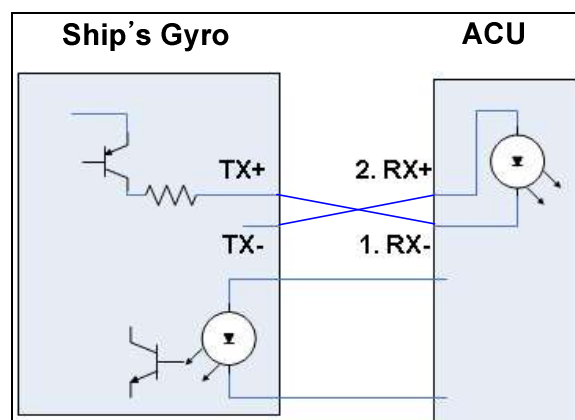 Ship's Gyro
ACU
TX+
2. RX+
TX-
1. RX-